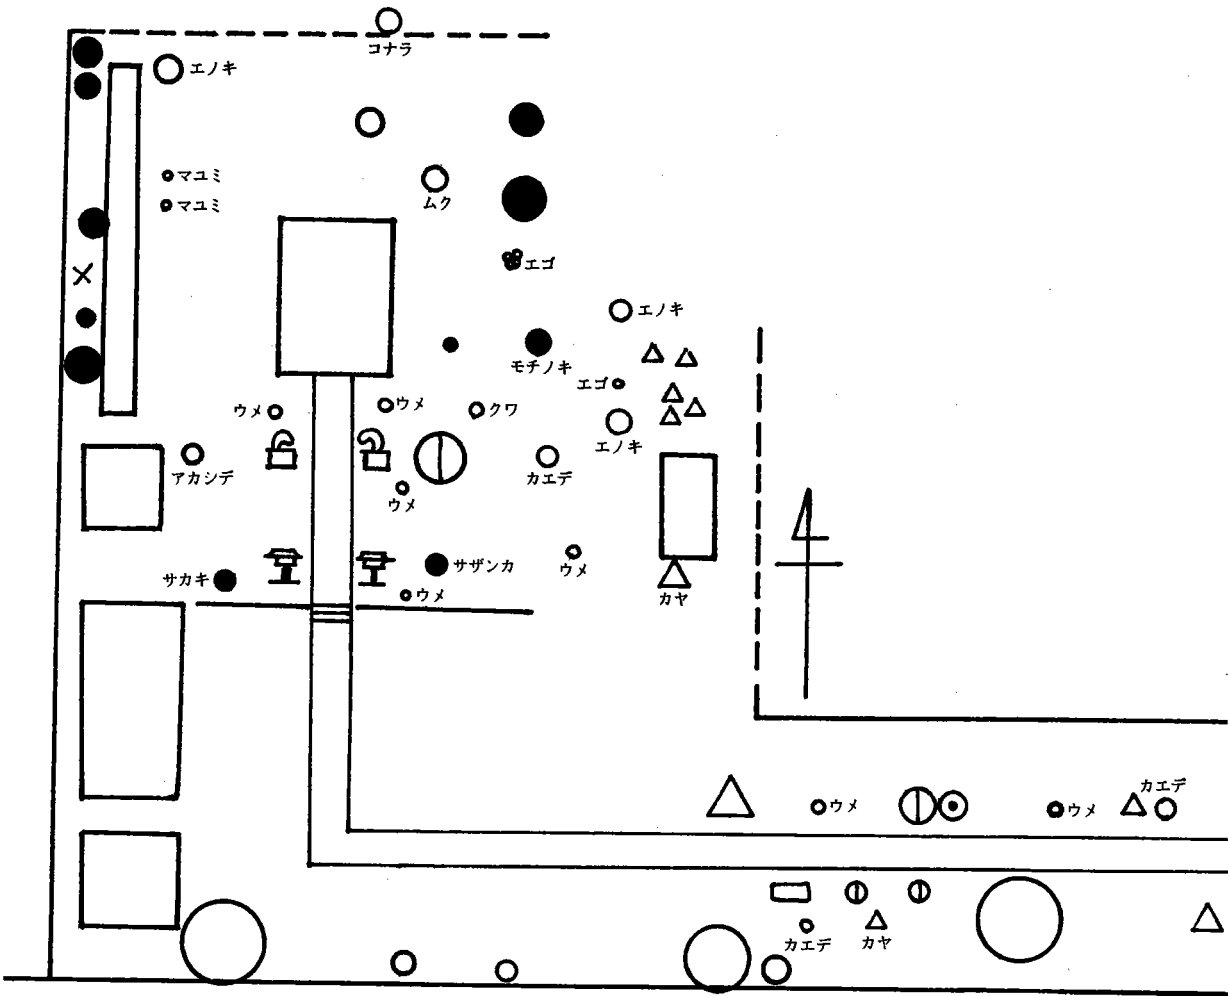 コナラ
エノキ
マユミ
マユミ
ムク
エゴ
エノキ
モチノキ
エゴ
ウメ
ウメ
クワ
エノキ
アカシデ
カエデ
ウメ
サカキ
サザンカ
ウメ
ウメ
カヤ
カエデ
ウメ
ウメ
カエデ
カヤ